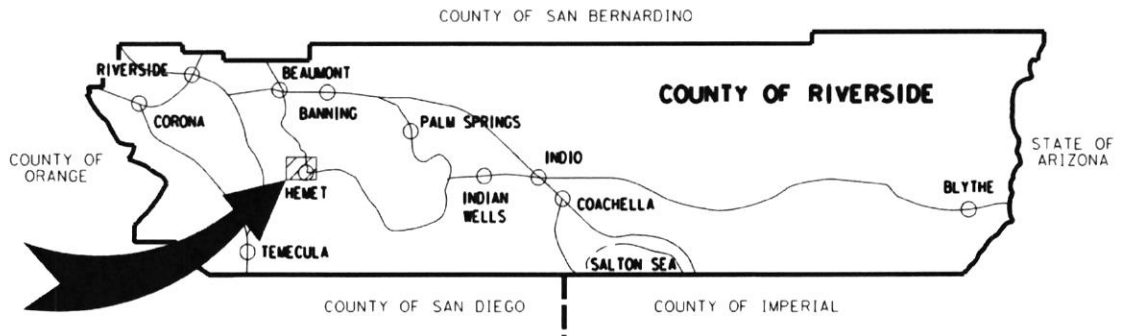 COUNTY OF SAN BERNARDINO
RIVERSIDE
BEAUMONT
COUNTY OF RIVERSIDE
BANNING
CORONA
PALM SPRINGS
STATE OF
ARIZONA
COUNTY OF
ORANGE
INDIO
HEMET
INDIAN
WELLS
COACHELLA
BLYTHE
TEMECULA
SALTON SEA
COUNTY OF SAN DIEGO
COUNTY OF IMPERIAL